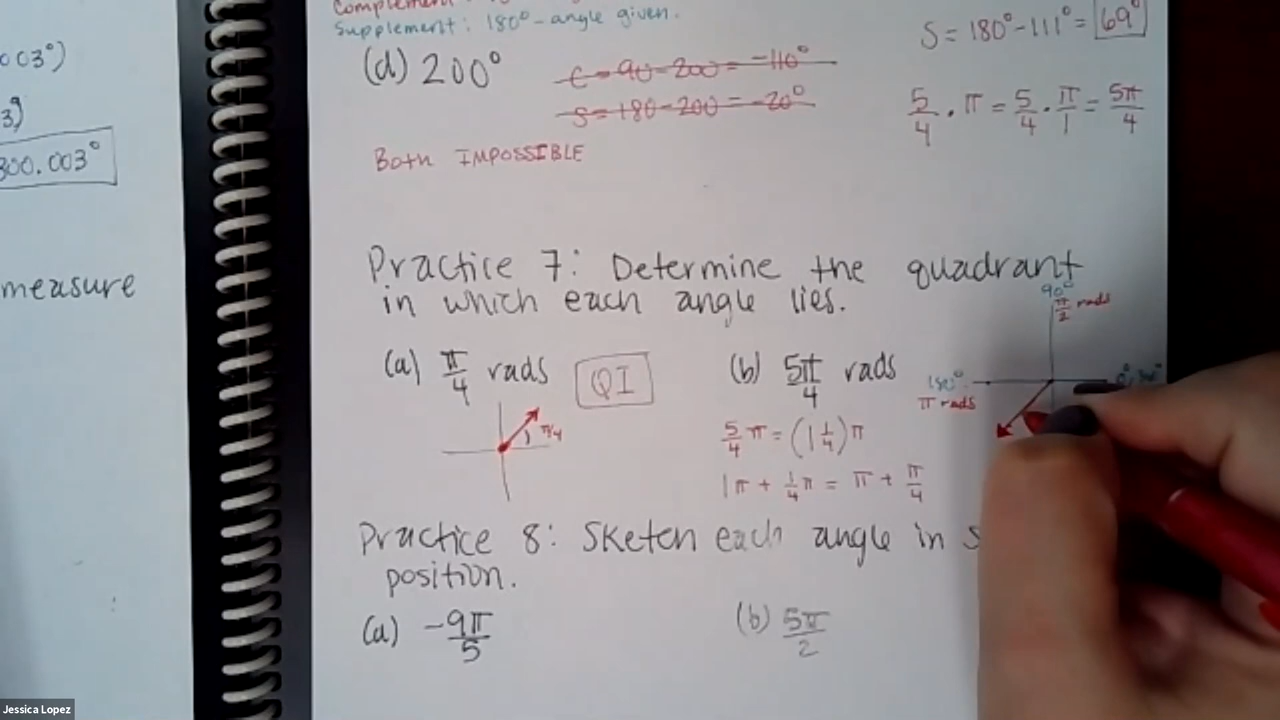 003°)
3)
300.003°
measure
Supplement: 180° - angle given.
S = 180° - 111° = 69°
(d) 200°
C = 90 - 200 = -110°
S = 180 - 200 = -20°
Both IMPOSSIBLE
5/4 · π = 5/4 · π/1 = 5π/4
Practice 7: Determine the quadrant
in which each angle lies.
(a) π/4 rads
QI
π/4
(b) 5π/4 rads
5/4 π = (1 1/4)π
1π + 1/4 π = π + π/4
90°
π/2 rads
180°
π rads
Practice 8: Sketch each angle in s
position.
(a) -9π/5
(b) 5π/2
Jessica Lopez